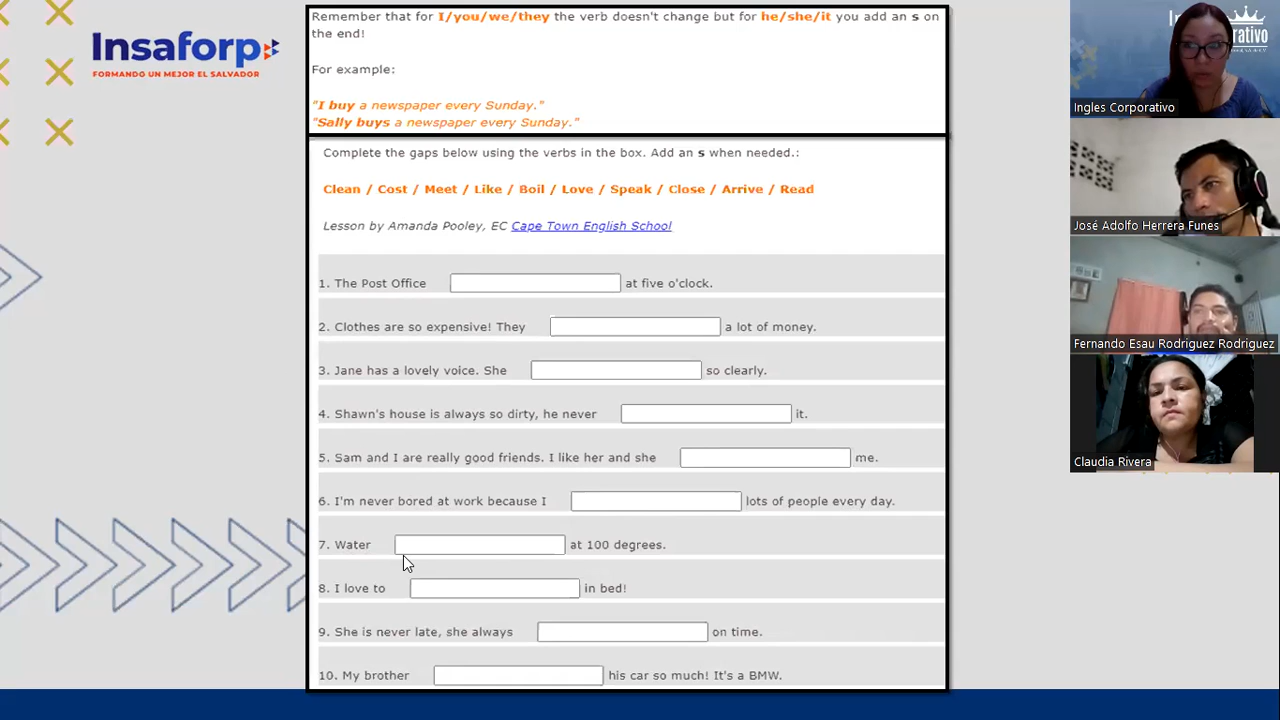 Insaforp
FORMANDO UN MEJOR EL SALVADOR
Remember that for I/you/we/they the verb doesn't change but for he/she/it you add an s on
the end!
For example:
"I buy a newspaper every Sunday."
"Sally buys a newspaper every Sunday."
Complete the gaps below using the verbs in the box. Add an s when needed.:
Clean / Cost / Meet / Like / Boil / Love / Speak / Close / Arrive / Read
Lesson by Amanda Pooley, EC Cape Town English School
1. The Post Office at five o'clock.
2. Clothes are so expensive! They a lot of money.
3. Jane has a lovely voice. She so clearly.
4. Shawn's house is always so dirty, he never it.
5. Sam and I are really good friends. I like her and she me.
6. I'm never bored at work because I lots of people every day.
7. Water at 100 degrees.
8. I love to in bed!
9. She is never late, she always on time.
10. My brother his car so much! It's a BMW.
Ingles Corporativo
José Adolfo Herrera Funes
Fernando Esau Rodriguez Rodriguez
Claudia Rivera